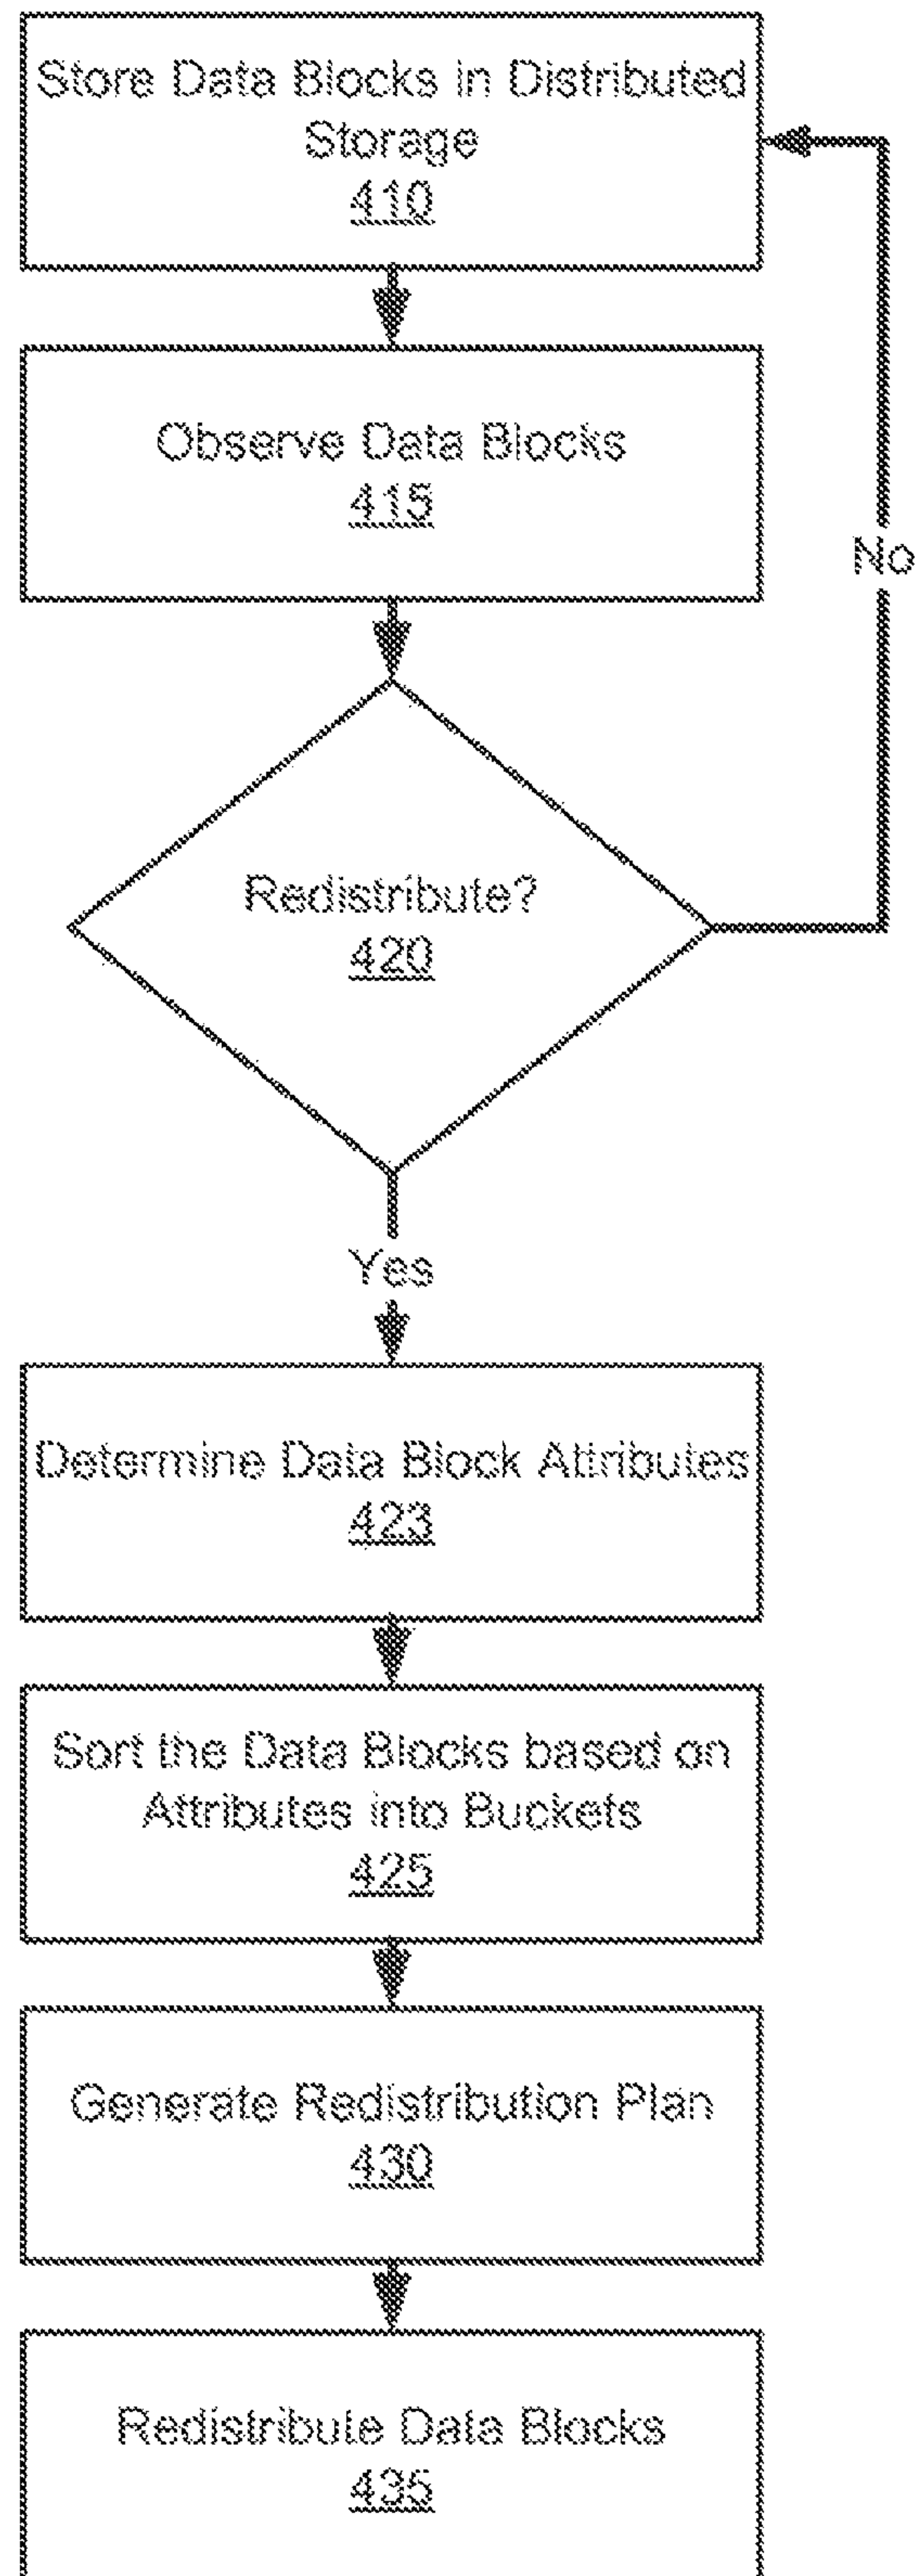 Store Data Blocks in Distributed
Storage
410
Observe Data Blocks
415
No
Redistribute?
420
Yes
Determine Data Block Attributes
423
Sort the Data Blocks based on
Attributes into Buckets
425
Generate Redistribution Plan
430
Redistribute Data Blocks
435